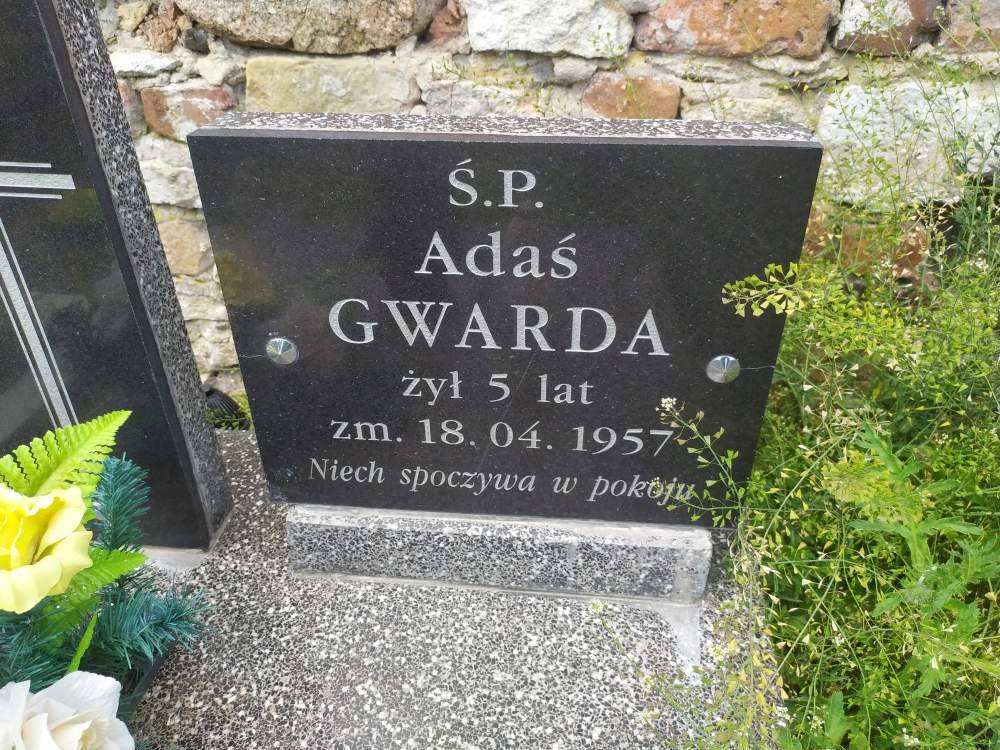 Ś.P.
Adaś
GWARDA
żył 5 lat
zm. 18. 04. 1957
Niech spoczywa w pokoju